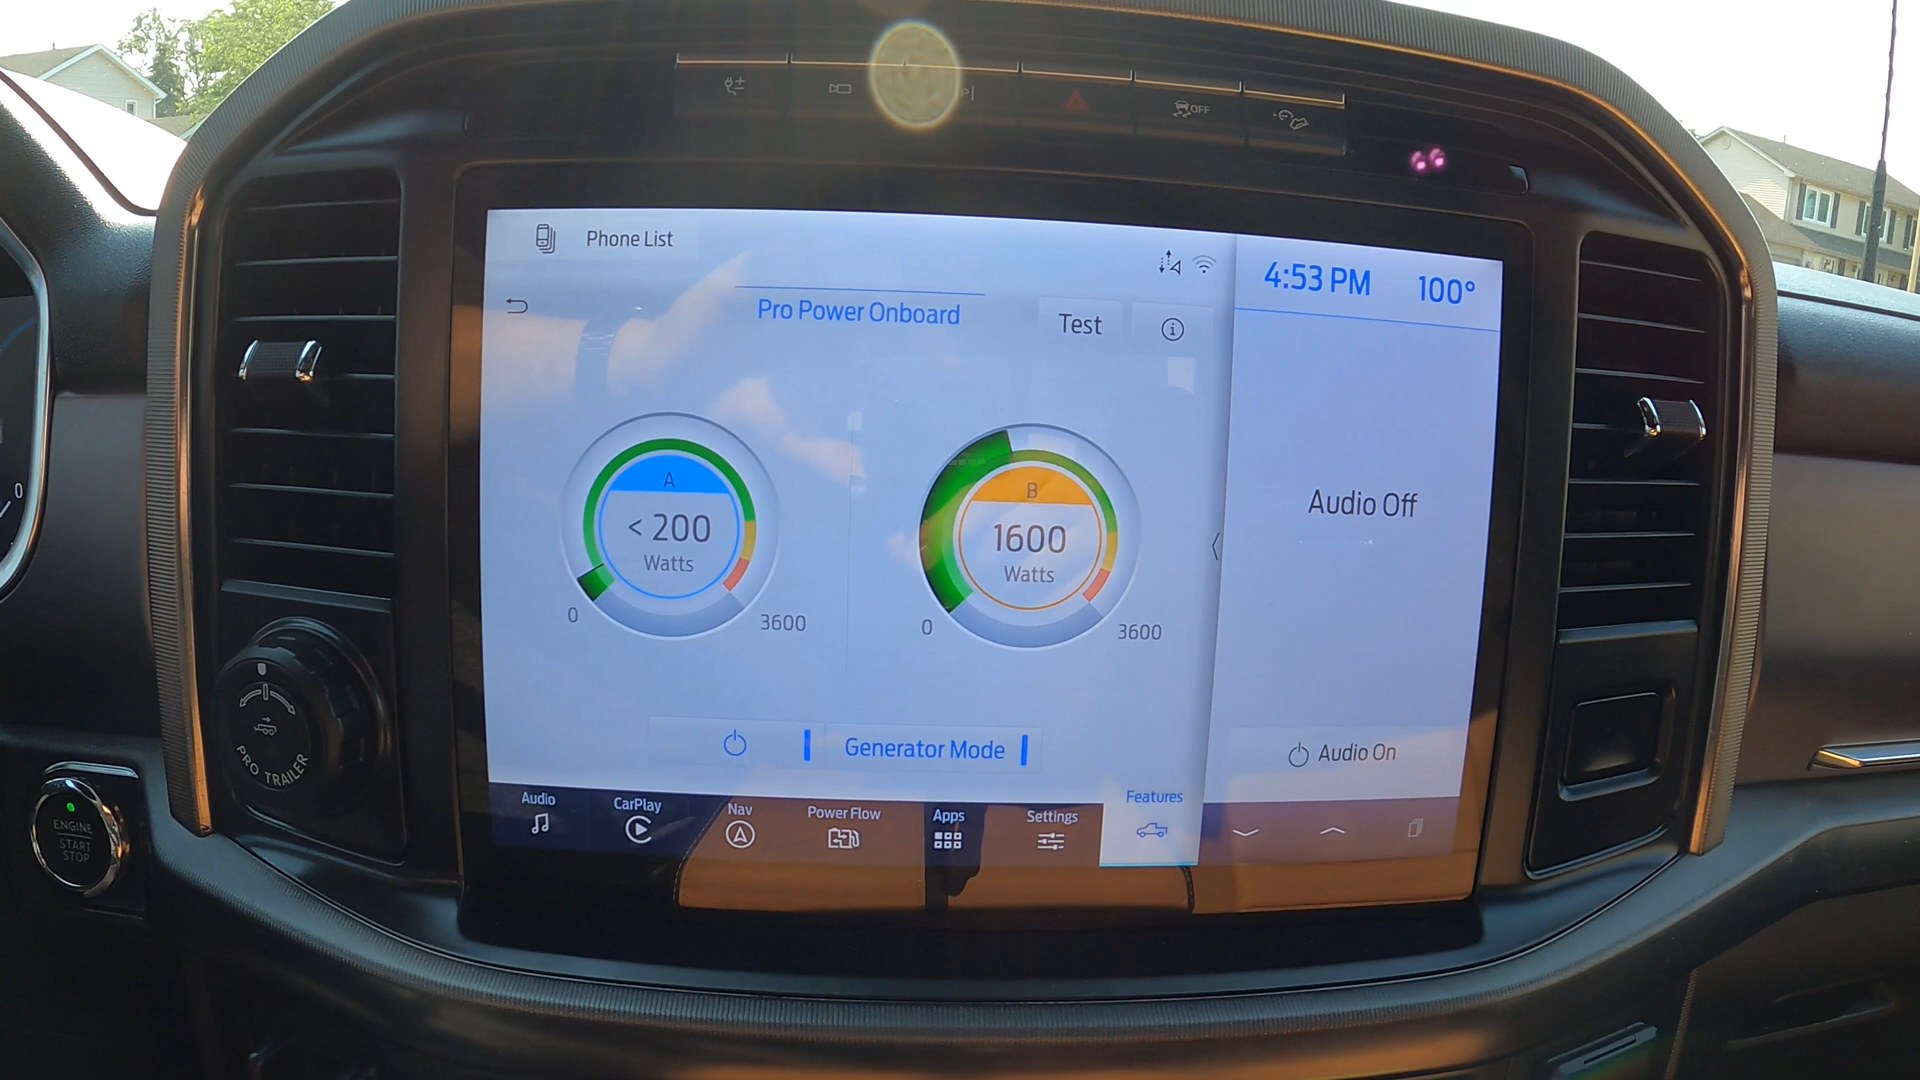 OFF
Phone List
4:53 PM
100°
Pro Power Onboard
Test
A
< 200
Watts
0
3600
B
1600
Watts
0
3600
Audio Off
Generator Mode
Audio On
Audio
CarPlay
Nav
Power Flow
Apps
Settings
Features
PRO TRAILER
ENGINE
START
STOP
0